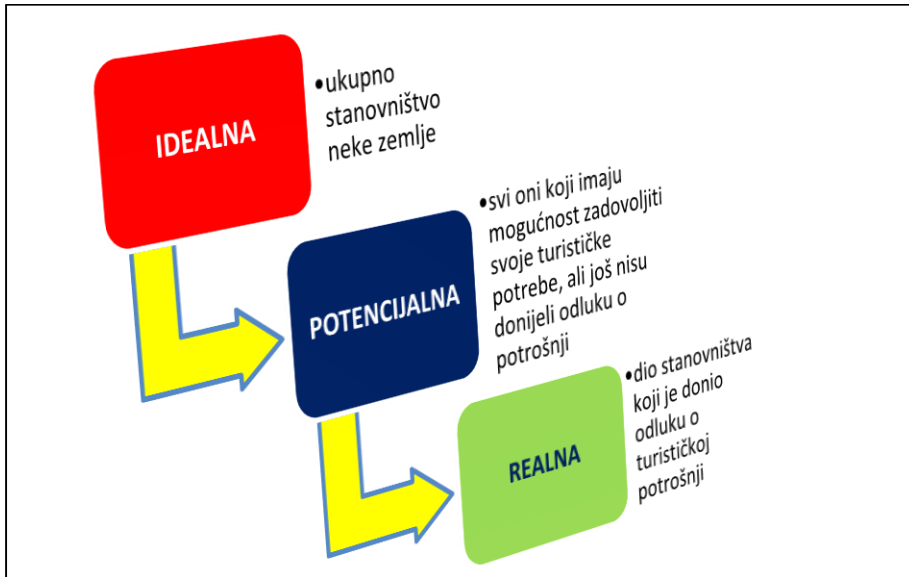 IDEALNA
•ukupno
stanovništvo
neke zemlje
POTENCIJALNA
•svi oni koji imaju
mogućnost zadovoljiti
svoje turističke
potrebe, ali još nisu
donijeli odluku o
potrošnji
REALNA
•dio stanovništva
koji je donio
odluku o
turističkoj
potrošnji